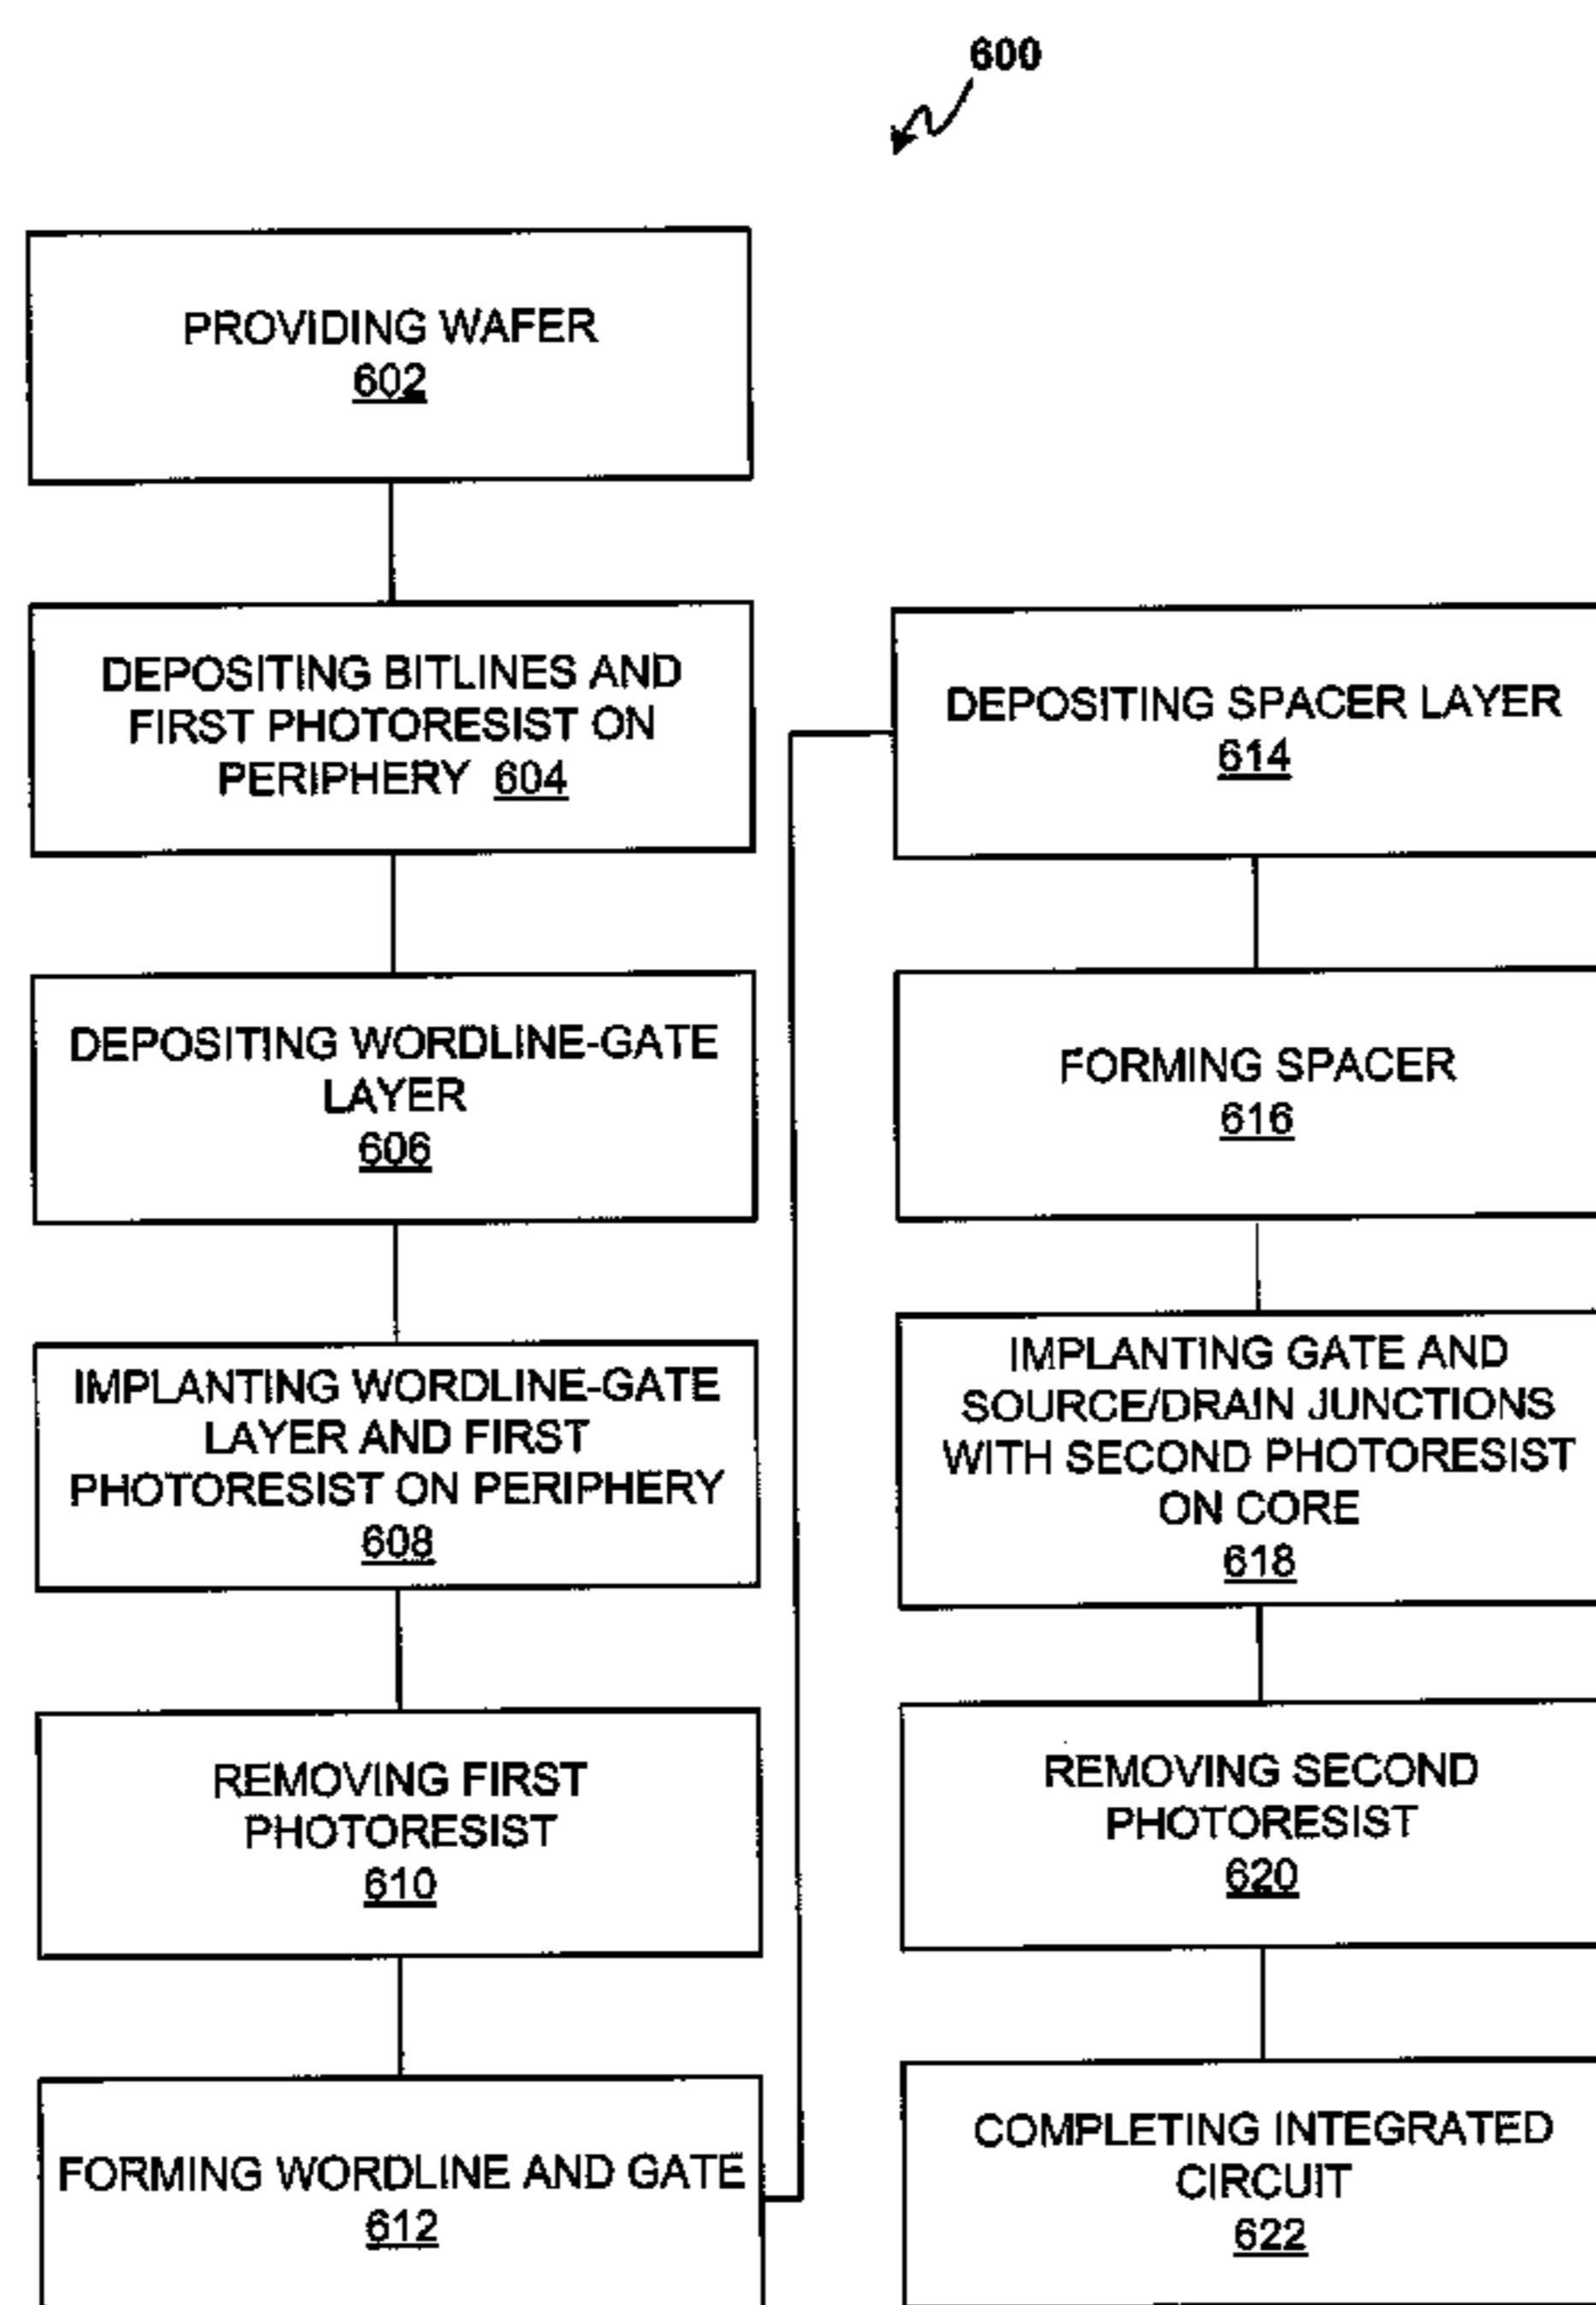 600
PROVIDING WAFER
602
DEPOSITING BITLINES AND
FIRST PHOTORESIST ON
PERIPHERY 604
DEPOSITING WORDLINE-GATE
LAYER
606
IMPLANTING WORDLINE-GATE
LAYER AND FIRST
PHOTORESIST ON PERIPHERY
608
REMOVING FIRST
PHOTORESIST
610
FORMING WORDLINE AND GATE
612
DEPOSITING SPACER LAYER
614
FORMING SPACER
616
IMPLANTING GATE AND
SOURCE/DRAIN JUNCTIONS
WITH SECOND PHOTORESIST
ON CORE
618
REMOVING SECOND
PHOTORESIST
620
COMPLETING INTEGRATED
CIRCUIT
622